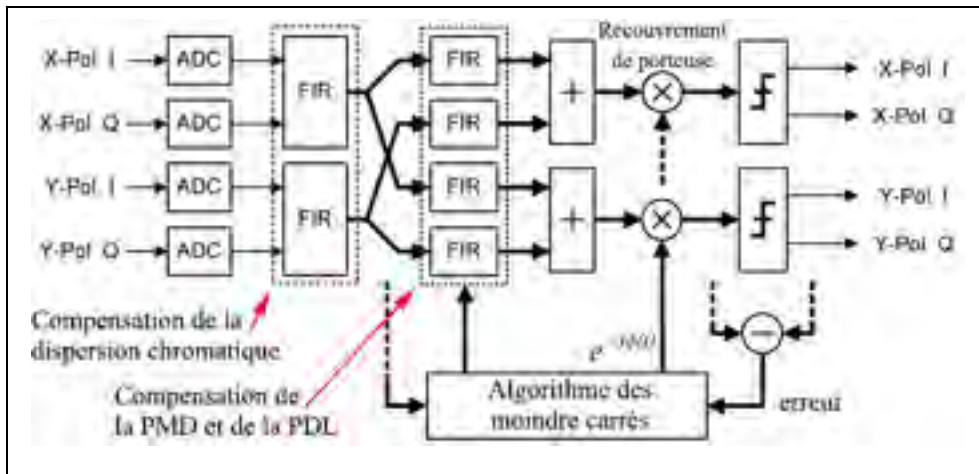 Recouvrement
de porteuse
X-Pol I
ADC
FIR
FIR
+
X-Pol I
X-Pol Q
ADC
FIR
X-Pol Q
Y-Pol I
ADC
FIR
FIR
+
Y-Pol I
Y-Pol Q
ADC
FIR
Y-Pol Q
Compensation de la
dispersion chromatique
Compensation de
la PMD et de la PDL
Algorithme des
moindre carrés
erreur